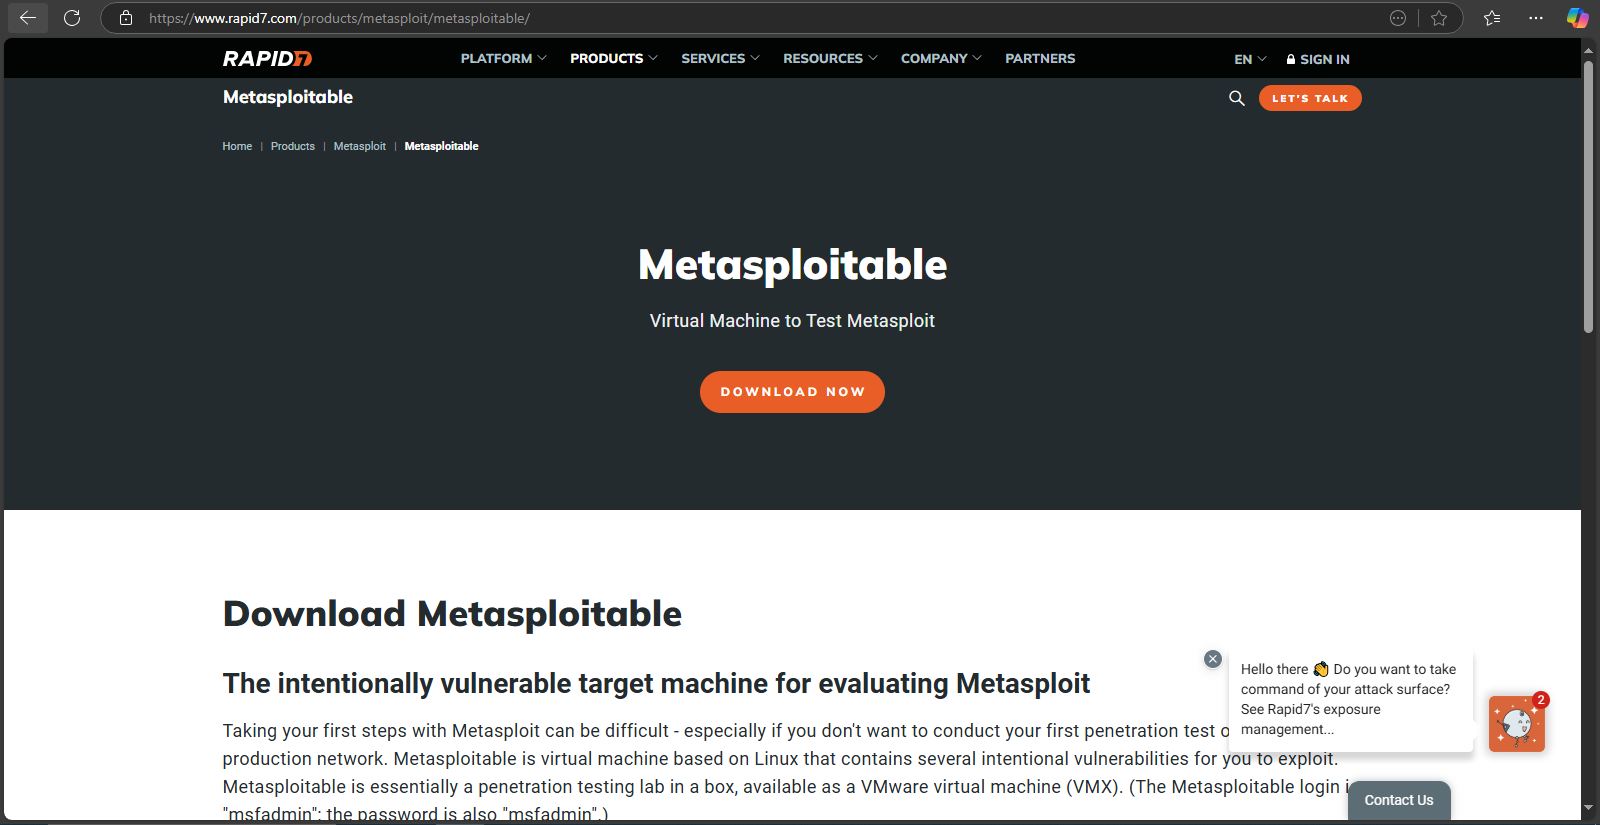 https://www.rapid7.com/products/metasploit/metasploitable/
RAPID7
PLATFORM PRODUCTS SERVICES RESOURCES COMPANY PARTNERS
EN SIGN IN
Metasploitable
LET'S TALK
Home | Products | Metasploit | Metasploitable
Metasploitable
Virtual Machine to Test Metasploit
DOWNLOAD NOW
Download Metasploitable
The intentionally vulnerable target machine for evaluating Metasploit
Taking your first steps with Metasploit can be difficult - especially if you don't want to conduct your first penetration test
production network. Metasploitable is virtual machine based on Linux that contains several intentional vulnerabilities for you to exploit.
Metasploitable is essentially a penetration testing lab in a box, available as a VMware virtual machine (VMX). (The Metasploitable login
"msfadmin"; the password is also "msfadmin".)
Hello there 👏 Do you want to take
command of your attack surface?
See Rapid7's exposure
management...
2
Contact Us